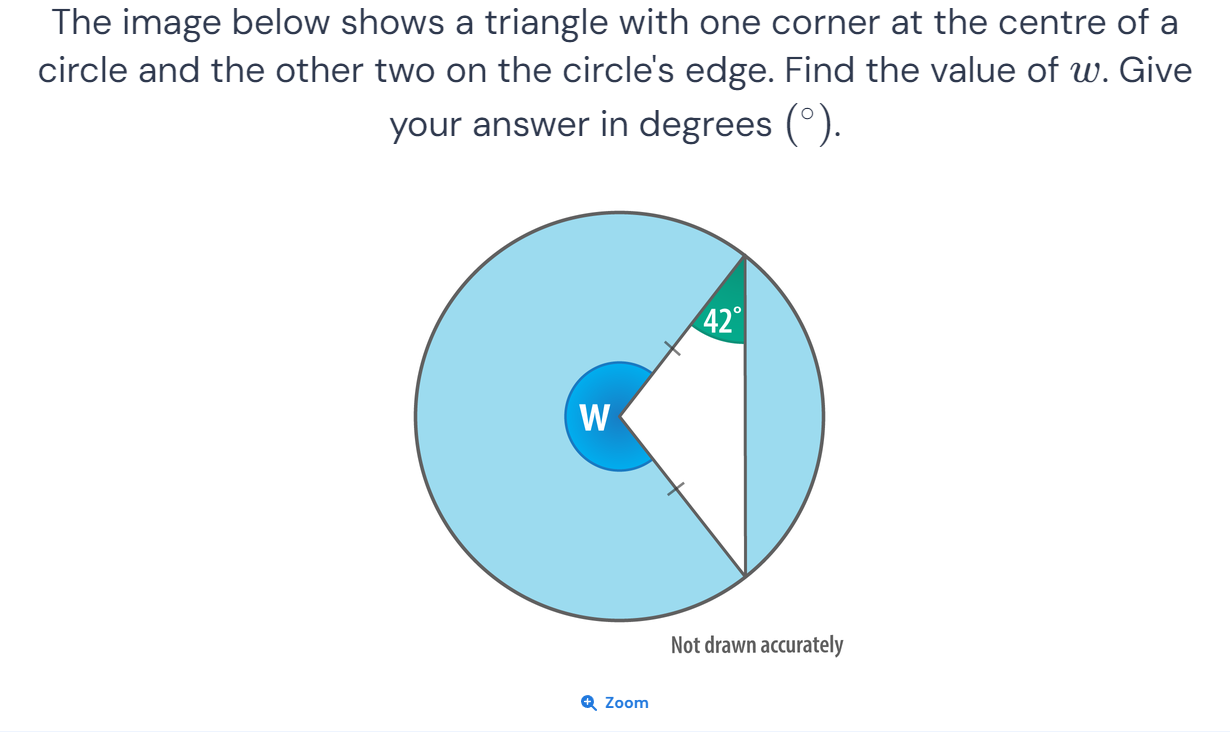 The image below shows a triangle with one corner at the centre of a
circle and the other two on the circle's edge. Find the value of w. Give
your answer in degrees (°).
42°
W
Not drawn accurately
Zoom